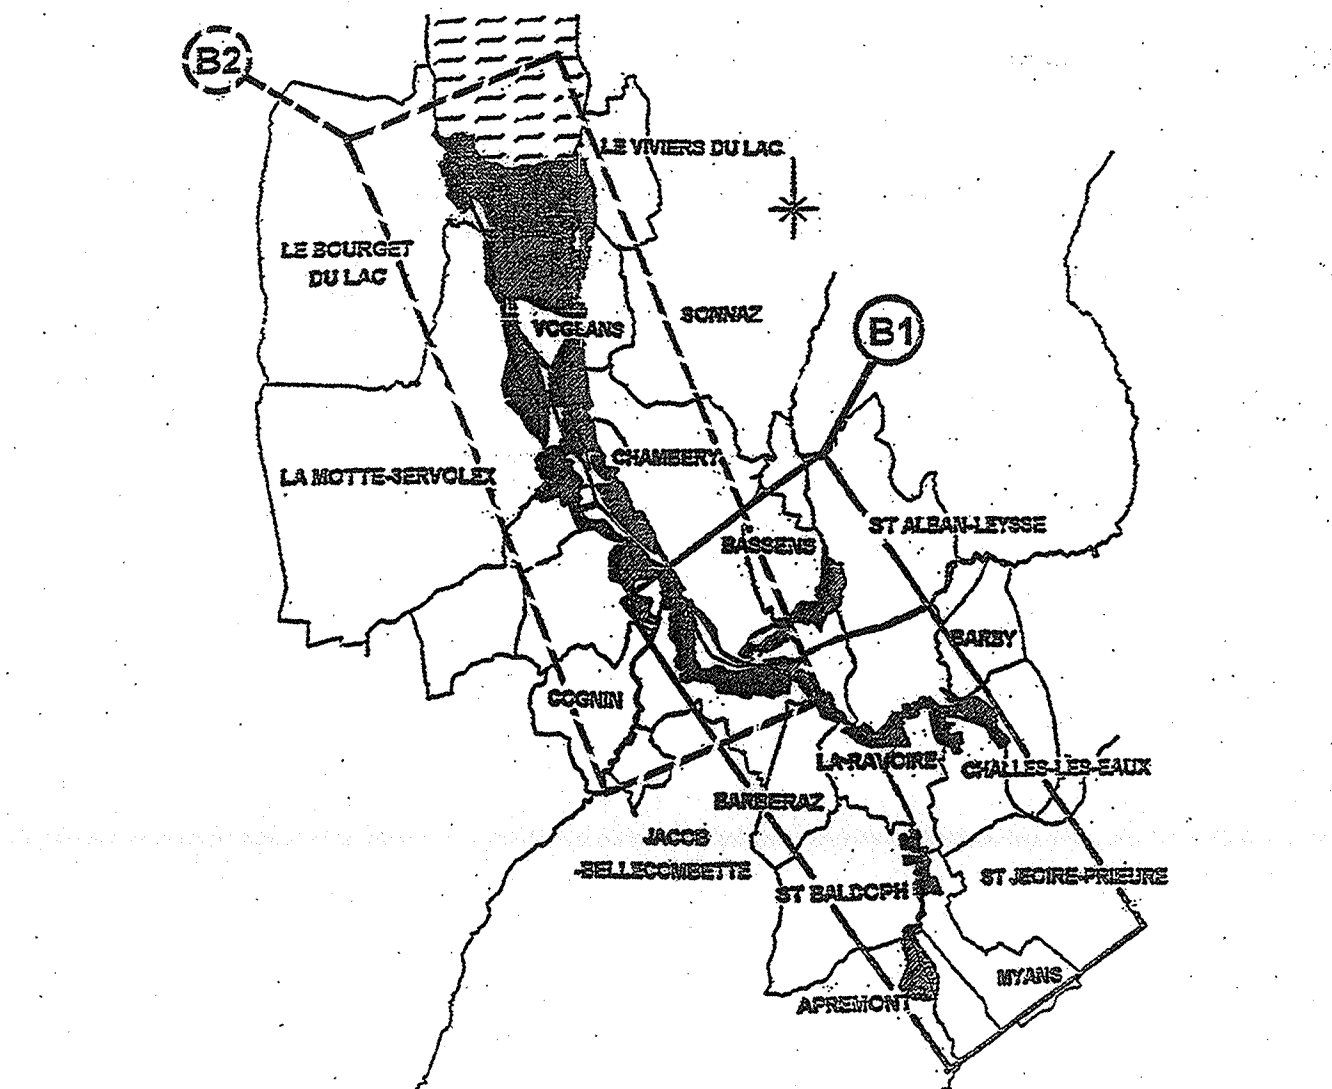 B2
LE VIVIERS DU LAC
LE BOURGET
DU LAC
SONNAZ
VOGLANS
B1
CHAMBERY
LA MOTTE-SERVOLEX
ST ALBAN-LEYSSE
BASSENS
BARBY
COGNIN
LA RAVOIRE
CHALLES-LES-EAUX
BARBERAZ
JACOB
-BELLECOMBETTE
ST BALDOPH
ST JEOIRE-PRIEURE
MYANS
APREMONT